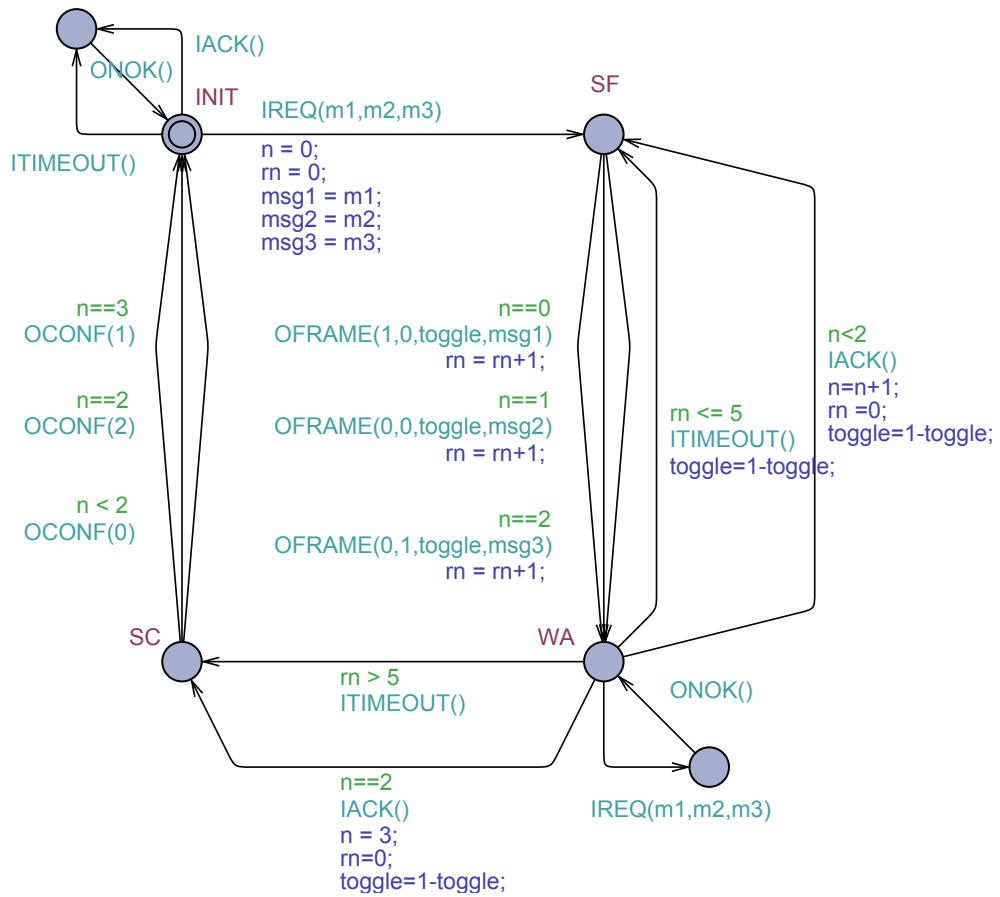 IACK()
ONOK()
INIT
ITIMEOUT()
IREQ(m1,m2,m3)
n = 0;
rn = 0;
msg1 = m1;
msg2 = m2;
msg3 = m3;
SF
n==3
OCONF(1)
n==2
OCONF(2)
n < 2
OCONF(0)
n==0
OFRAME(1,0,toggle,msg1)
rn = rn+1;
n==1
OFRAME(0,0,toggle,msg2)
rn = rn+1;
n==2
OFRAME(0,1,toggle,msg3)
rn = rn+1;
rn <= 5
ITIMEOUT()
toggle=1-toggle;
n<2
IACK()
n=n+1;
rn =0;
toggle=1-toggle;
SC
WA
rn > 5
ITIMEOUT()
ONOK()
IREQ(m1,m2,m3)
n==2
IACK()
n = 3;
rn=0;
toggle=1-toggle;